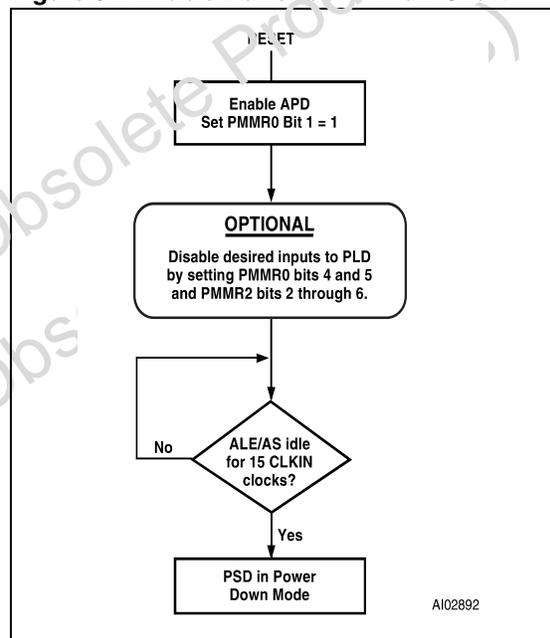 RESET
Enable APD
Set PMMR0 Bit 1 = 1
OPTIONAL
Disable desired inputs to PLD
by setting PMMR0 bits 4 and 5
and PMMR2 bits 2 through 6.
No
ALE/AS idle
for 15 CLKIN
clocks?
Yes
PSD in Power
Down Mode
AI02892